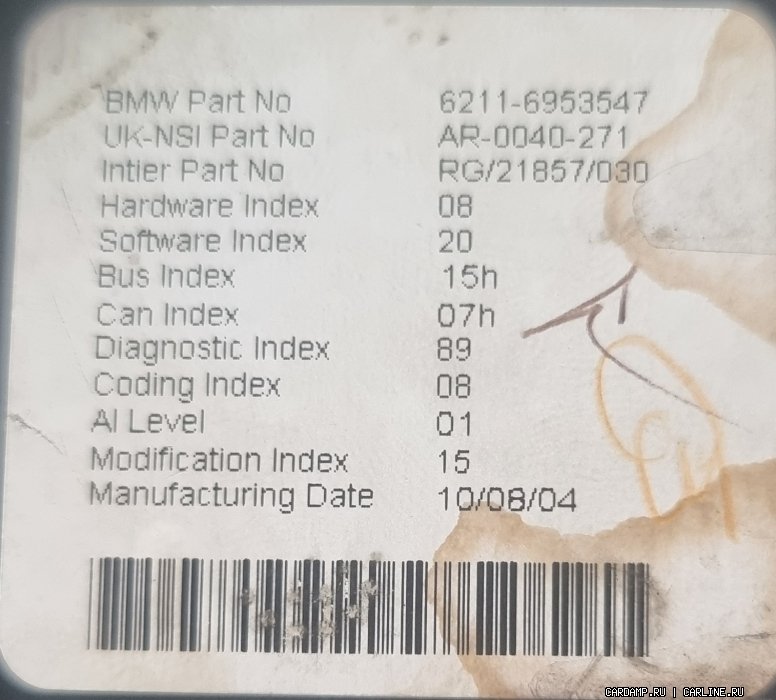 BMW Part No 6211-6953547
UK-NSI Part No AR-0040-271
Intier Part No RG/21857/030
Hardware Index 08
Software Index 20
Bus Index 15h
Can Index 07h
Diagnostic Index 89
Coding Index 08
AI Level 01
Modification Index 15
Manufacturing Date 10/08/04
CARDAMP.RU | CARLINE.RU